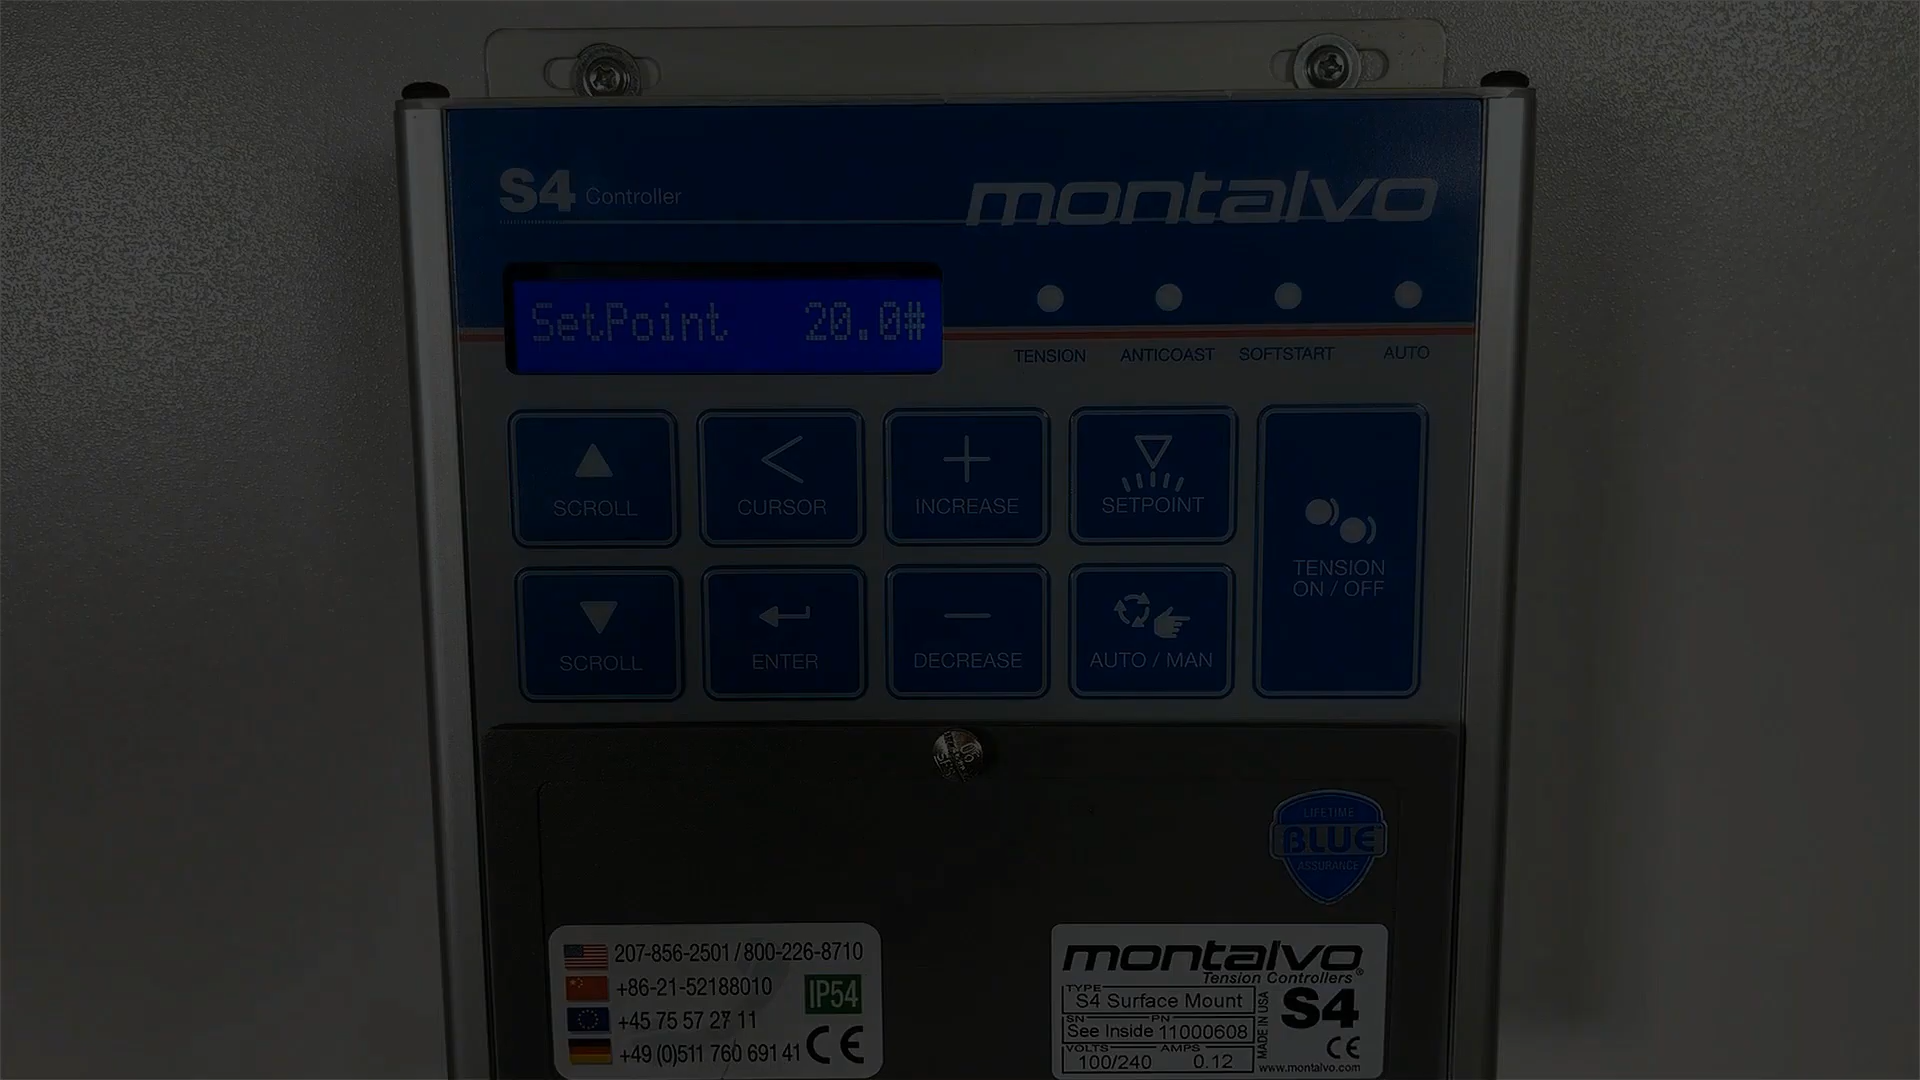 S4 Controller
montalvo
SetPoint 20.0#
TENSION ANTICOAST SOFTSTART AUTO
SCROLL CURSOR INCREASE SETPOINT
TENSION
ON / OFF
SCROLL ENTER DECREASE AUTO / MAN
LIFETIME
BLUE
ASSURANCE
207-856-2501 / 800-226-8710
+86-21-52188010
+45 75 57 27 11
+49 (0)511 760 691 41
IP54
CE
montalvo
Tension Controllers®
TYPE
S4 Surface Mount
SN PN
See Inside 11000608
VOLTS AMPS
100/240 0.12
MADE IN USA
S4
CE
www.montalvo.com